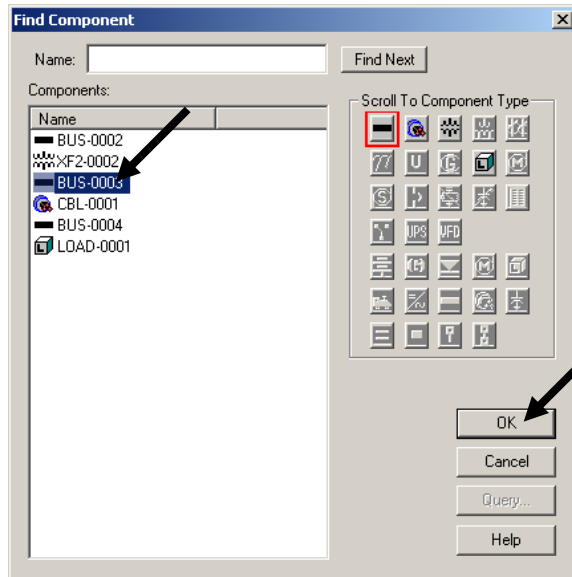 Find Component
Name:
Find Next
Components:
Name
BUS-0002
XF2-0002
BUS-0003
CBL-0001
BUS-0004
LOAD-0001
Scroll To Component Type
77 U G M
S
UPS VFD
M
OK
Cancel
Query...
Help